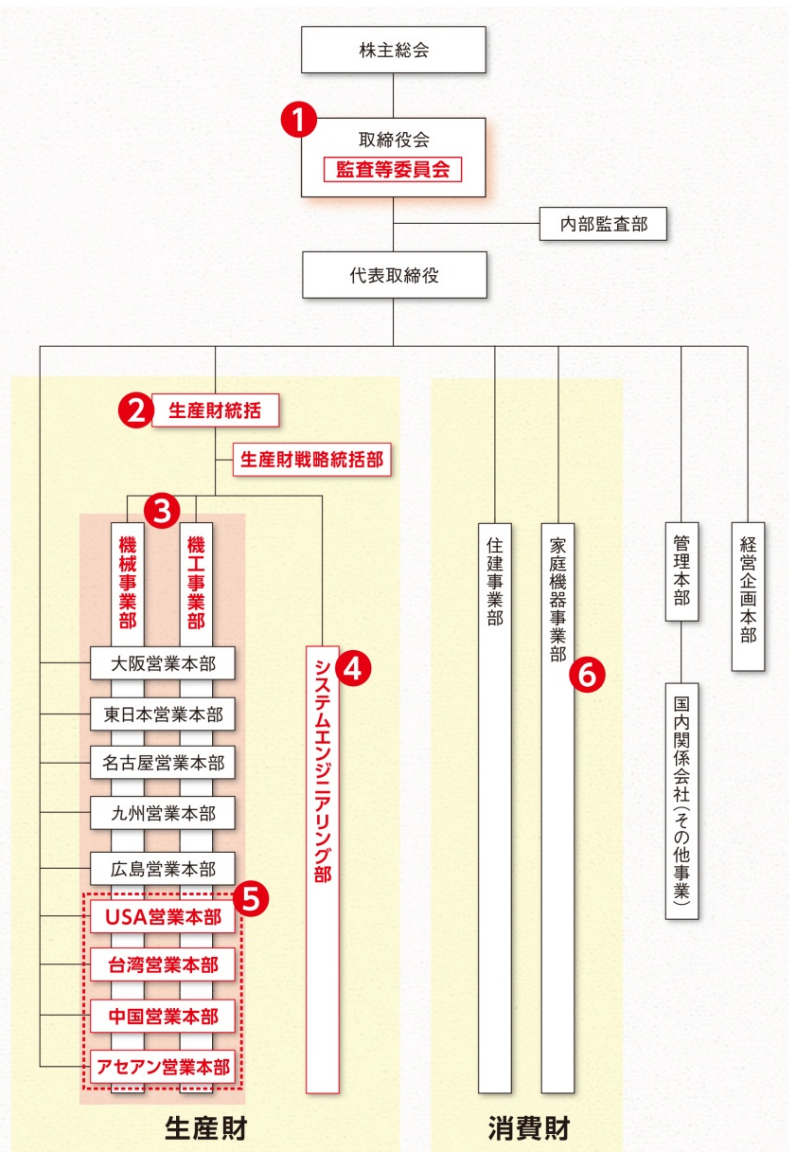 株主総会
1
取締役会
監査等委員会
内部監査部
代表取締役
2
生産財統括
生産財戦略統括部
3
機械事業部
機工事業部
大阪営業本部
東日本営業本部
名古屋営業本部
九州営業本部
広島営業本部
5
USA営業本部
台湾営業本部
中国営業本部
アセアン営業本部
4
システムエンジニアリング部
生産財
住建事業部
家庭機器事業部
6
消費財
管理本部
国内関係会社(その他事業)
経営企画本部